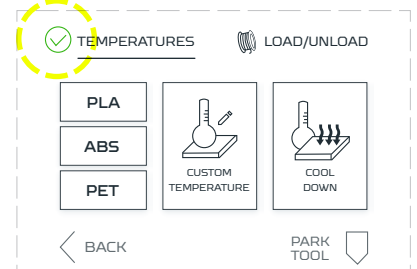 TEMPERATURES
LOAD/UNLOAD
PLA
ABS
PET
CUSTOM
TEMPERATURE
COOL
DOWN
BACK
PARK
TOOL